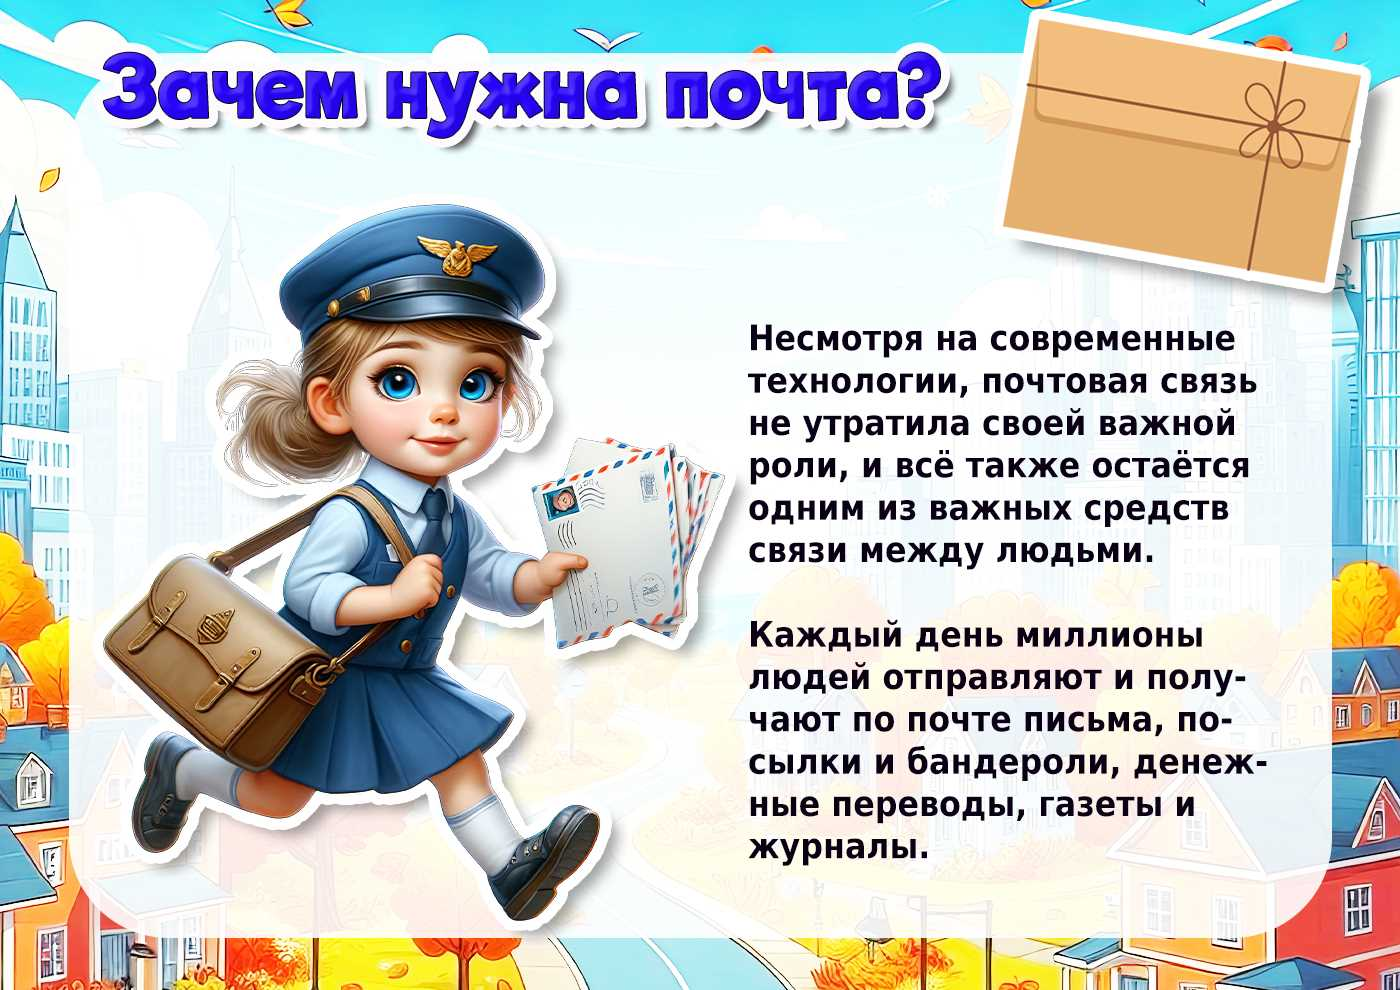 Зачем нужна почта?
Несмотря на современные
технологии, почтовая связь
не утратила своей важной
роли, и всё также остаётся
одним из важных средств
связи между людьми.
Каждый день миллионы
людей отправляют и полу-
чают по почте письма, по-
сылки и бандероли, денеж-
ные переводы, газеты и
журналы.